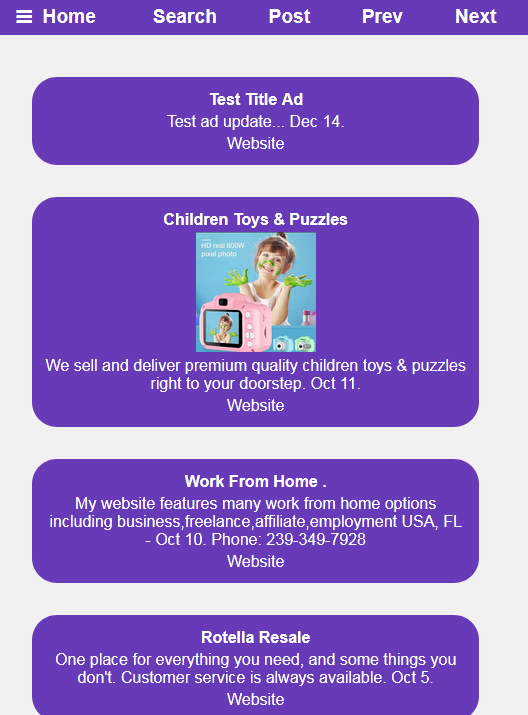 Home Search Post Prev Next
Test Title Ad
Test ad update... Dec 14.
Website
Children Toys & Puzzles
HD real 800W
pixel photo
We sell and deliver premium quality children toys & puzzles
right to your doorstep. Oct 11.
Website
Work From Home .
My website features many work from home options
including business,freelance,affiliate,employment USA, FL
- Oct 10. Phone: 239-349-7928
Website
Rotella Resale
One place for everything you need, and some things you
don't. Customer service is always available. Oct 5.
Website